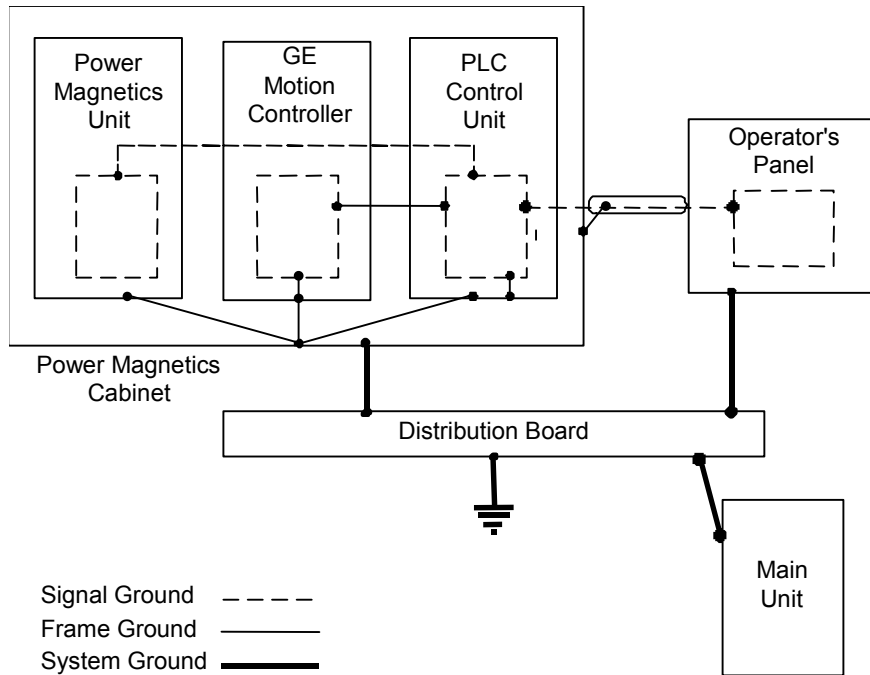 Power
Magnetics
Unit
GE
Motion
Controller
PLC
Control
Unit
Operator's
Panel
Power Magnetics
Cabinet
Distribution Board
Main
Unit
Signal Ground
Frame Ground
System Ground